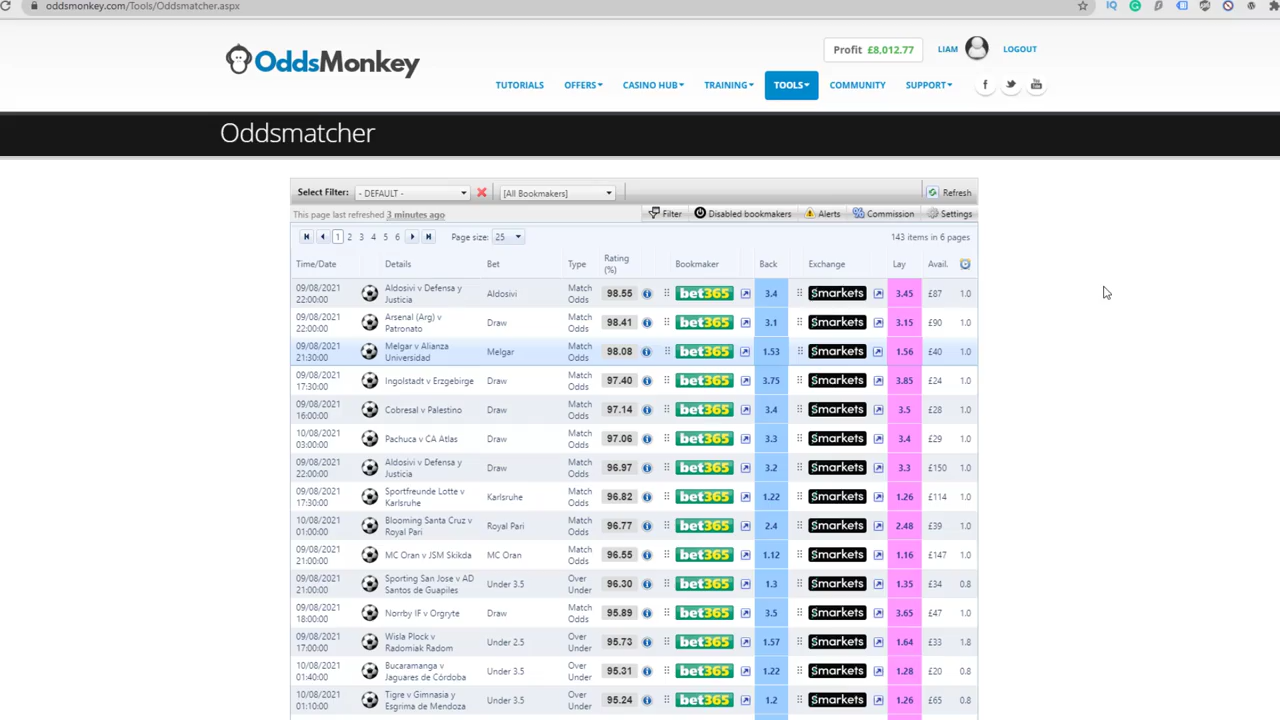 oddsmonkey.com/Tools/Oddsmatcher.aspx
OddsMonkey
Profit £8,012.77
LIAM
LOGOUT
TUTORIALS OFFERS CASINO HUB TRAINING TOOLS COMMUNITY SUPPORT
Oddsmatcher
Select Filter: - DEFAULT - [All Bookmakers] Refresh
This page last refreshed 3 minutes ago Filter Disabled bookmakers Alerts Commission Settings
1 2 3 4 5 6 Page size: 25 143 items in 6 pages
Time/Date Details Bet Type Rating (%) Bookmaker Back Exchange Lay Avail.
09/08/2021 22:00:00 Aldosivi v Defensa y Justicia Aldosivi Match Odds 98.55 bet365 3.4 Smarkets 3.45 £87 1.0
09/08/2021 22:00:00 Arsenal (Arg) v Patronato Draw Match Odds 98.41 bet365 3.1 Smarkets 3.15 £90 1.0
09/08/2021 21:30:00 Melgar v Alianza Universidad Melgar Match Odds 98.08 bet365 1.53 Smarkets 1.56 £40 1.0
09/08/2021 17:30:00 Ingolstadt v Erzgebirge Draw Match Odds 97.40 bet365 3.75 Smarkets 3.85 £24 1.0
09/08/2021 16:00:00 Cobresal v Palestino Draw Match Odds 97.14 bet365 3.4 Smarkets 3.5 £28 1.0
10/08/2021 03:00:00 Pachuca v CA Atlas Draw Match Odds 97.06 bet365 3.3 Smarkets 3.4 £29 1.0
09/08/2021 22:00:00 Aldosivi v Defensa y Justicia Draw Match Odds 96.97 bet365 3.2 Smarkets 3.3 £150 1.0
09/08/2021 17:30:00 Sportfreunde Lotte v Karlsruhe Karlsruhe Match Odds 96.82 bet365 1.22 Smarkets 1.26 £114 1.0
10/08/2021 01:00:00 Blooming Santa Cruz v Royal Pari Royal Pari Match Odds 96.77 bet365 2.4 Smarkets 2.48 £39 1.0
09/08/2021 21:00:00 MC Oran v JSM Skikda MC Oran Match Odds 96.55 bet365 1.12 Smarkets 1.16 £147 1.0
09/08/2021 21:00:00 Sporting San Jose v AD Santos de Guapiles Under 3.5 Over Under 96.30 bet365 1.3 Smarkets 1.35 £34 0.8
09/08/2021 18:00:00 Norrby IF v Orgryte Draw Match Odds 95.89 bet365 3.5 Smarkets 3.65 £47 1.0
09/08/2021 17:00:00 Wisla Plock v Radomiak Radom Under 2.5 Over Under 95.73 bet365 1.57 Smarkets 1.64 £33 1.8
10/08/2021 01:40:00 Bucaramanga v Jaguares de Córdoba Under 3.5 Over Under 95.31 bet365 1.22 Smarkets 1.28 £20 0.8
10/08/2021 01:10:00 Tigre v Gimnasia y Esgrima de Mendoza Under 3.5 Over Under 95.24 bet365 1.2 Smarkets 1.26 £65 0.8